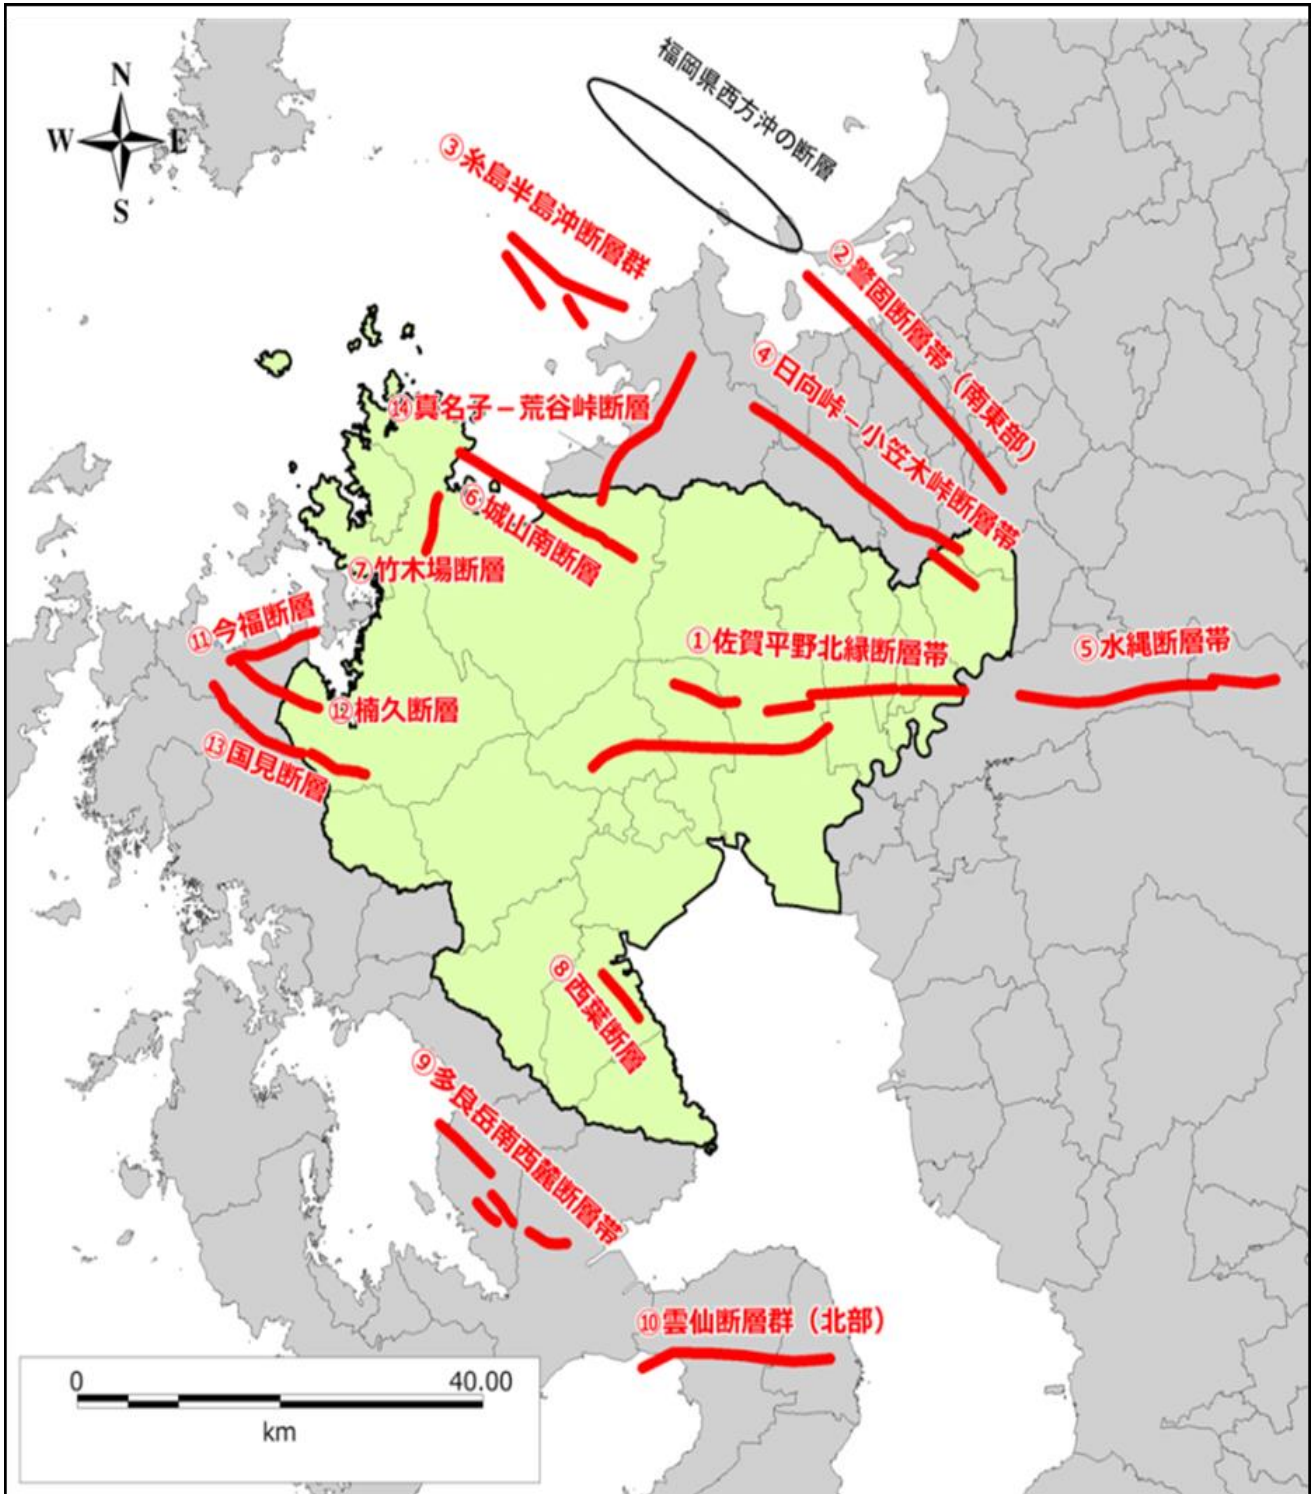 N
W
E
S
福岡県西方沖の断層
③糸島半島沖断層群
②警固断層帯（南東部）
④日向峠－小笠木峠断層帯
⑭真名子－荒谷峠断層
⑥城山南断層
⑦竹木場断層
⑪今福断層
①佐賀平野北縁断層帯
⑤水縄断層帯
⑫楠久断層
⑬国見断層
⑧西葉断層
⑨多良岳南西麓断層帯
⑩雲仙断層群（北部）
0
40.00
km